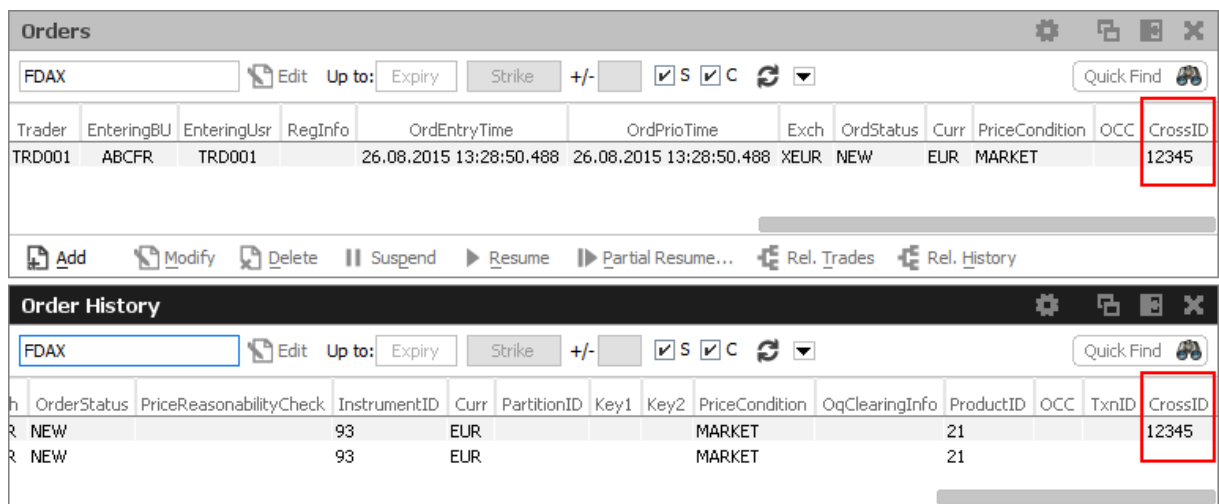 Orders
FDAX Edit Up to: Expiry Strike +/- S C Quick Find
Trader EnteringBU EnteringUsr RegInfo OrdEntryTime OrdPrioTime Exch OrdStatus Curr PriceCondition OCC CrossID
TRD001 ABCFR TRD001 26.08.2015 13:28:50.488 26.08.2015 13:28:50.488 XEUR NEW EUR MARKET 12345
Add Modify Delete Suspend Resume Partial Resume... Rel. Trades Rel. History
Order History
FDAX Edit Up to: Expiry Strike +/- S C Quick Find
h OrderStatus PriceReasonabilityCheck InstrumentID Curr PartitionID Key1 Key2 PriceCondition OqClearingInfo ProductID OCC TxnID CrossID
R NEW 93 EUR MARKET 21 12345
R NEW 93 EUR MARKET 21